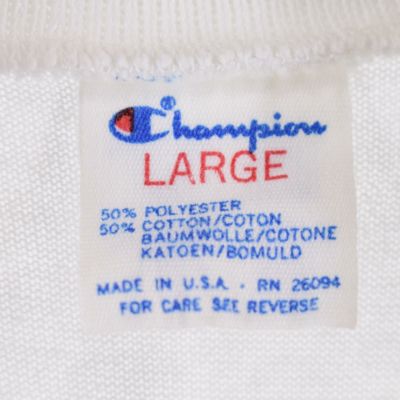 Champion
LARGE
50% POLYESTER
50% COTTON/COTON
BAUMWOLLE/COTONE
KATOEN/BOMULD
MADE IN U.S.A. - RN 26094
FOR CARE SEE REVERSE